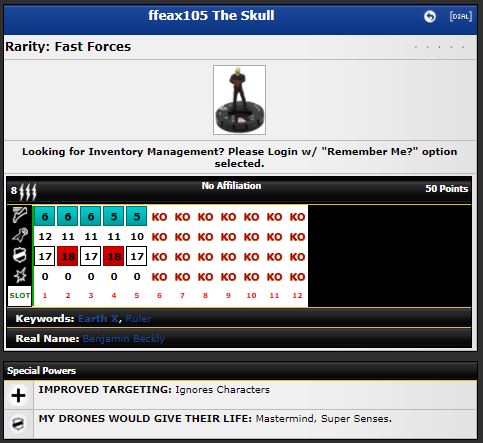 ffeax105 The Skull
[DIAL]
Rarity: Fast Forces
Looking for Inventory Management? Please Login w/ "Remember Me?" option
selected.
8 No Affiliation 50 Points
6 6 6 5 5 KO KO KO KO KO KO KO
12 11 11 11 10 KO KO KO KO KO KO KO
17 18 17 18 17 KO KO KO KO KO KO KO
0 0 0 0 0 KO KO KO KO KO KO KO
SLOT 1 2 3 4 5 6 7 8 9 10 11 12
Keywords: Earth X, Ruler
Real Name: Benjamin Beckly
Special Powers
IMPROVED TARGETING: Ignores Characters
MY DRONES WOULD GIVE THEIR LIFE: Mastermind, Super Senses.